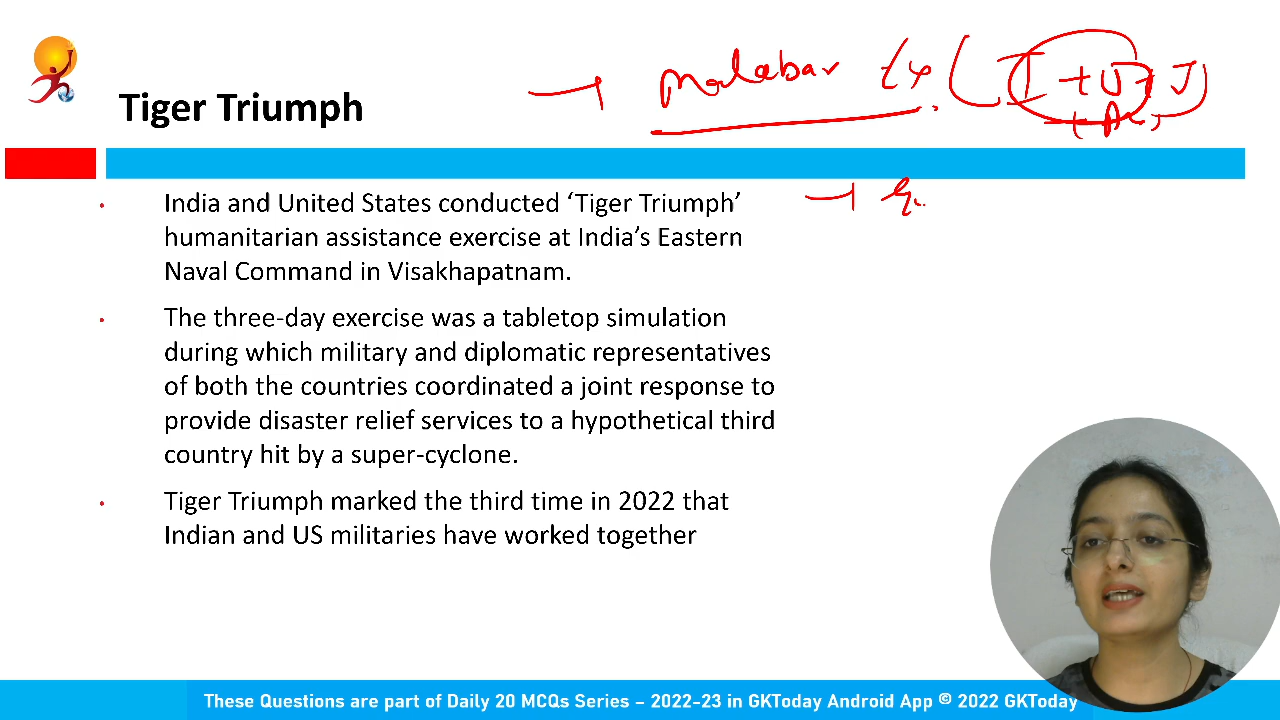 → Malabar Ex (I + U + J)
+ Aus
Tiger Triumph
• India and United States conducted ‘Tiger Triumph’
humanitarian assistance exercise at India’s Eastern
Naval Command in Visakhapatnam.
• The three-day exercise was a tabletop simulation
during which military and diplomatic representatives
of both the countries coordinated a joint response to
provide disaster relief services to a hypothetical third
country hit by a super-cyclone.
• Tiger Triumph marked the third time in 2022 that
Indian and US militaries have worked together
These Questions are part of Daily 20 MCQs Series – 2022-23 in GKToday Android App © 2022 GKToday